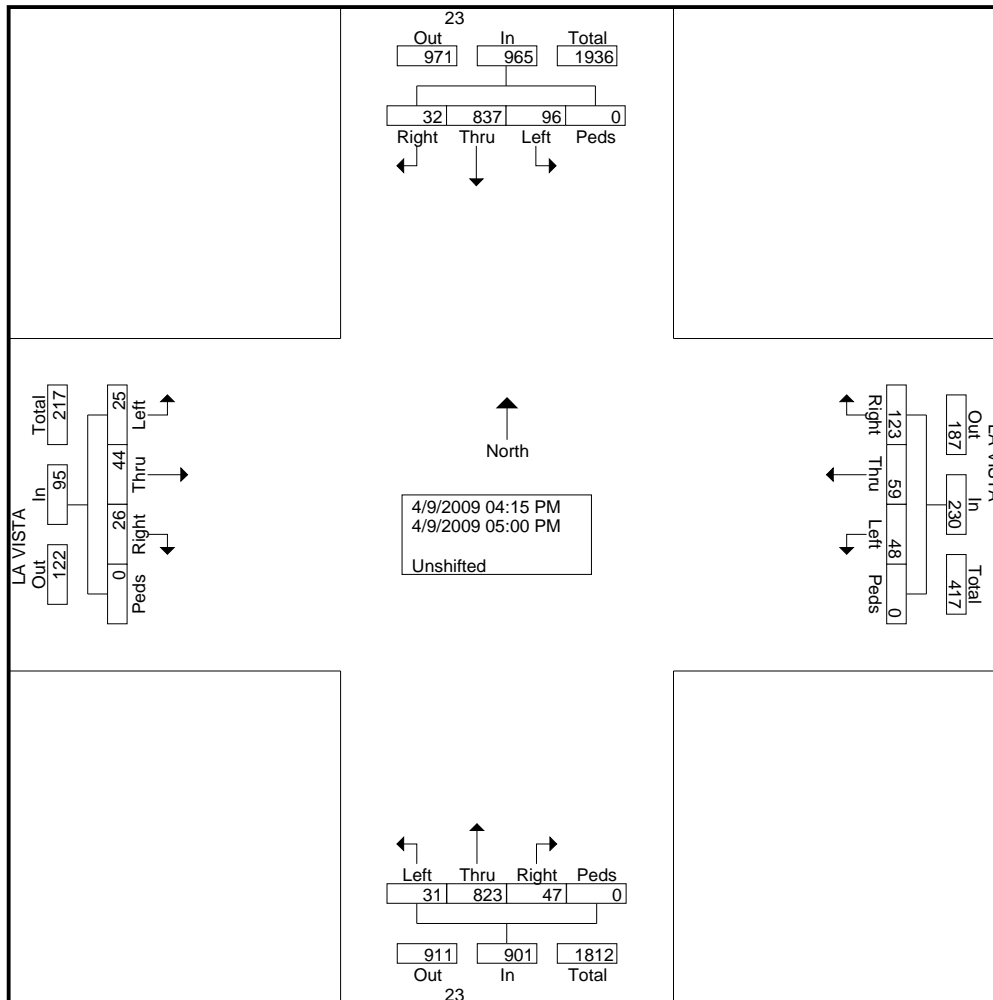 23
Out In Total
971 965 1936
32 837 96 0
Right Thru Left Peds
LA VISTA
Total In Out
217 95 122
25 44 26 0
Left Thru Right Peds
North
4/9/2009 04:15 PM
4/9/2009 05:00 PM
Unshifted
LA VISTA
Out In Total
187 230 417
123 59 48 0
Right Thru Left Peds
Left Thru Right Peds
31 823 47 0
911 901 1812
Out In Total
23